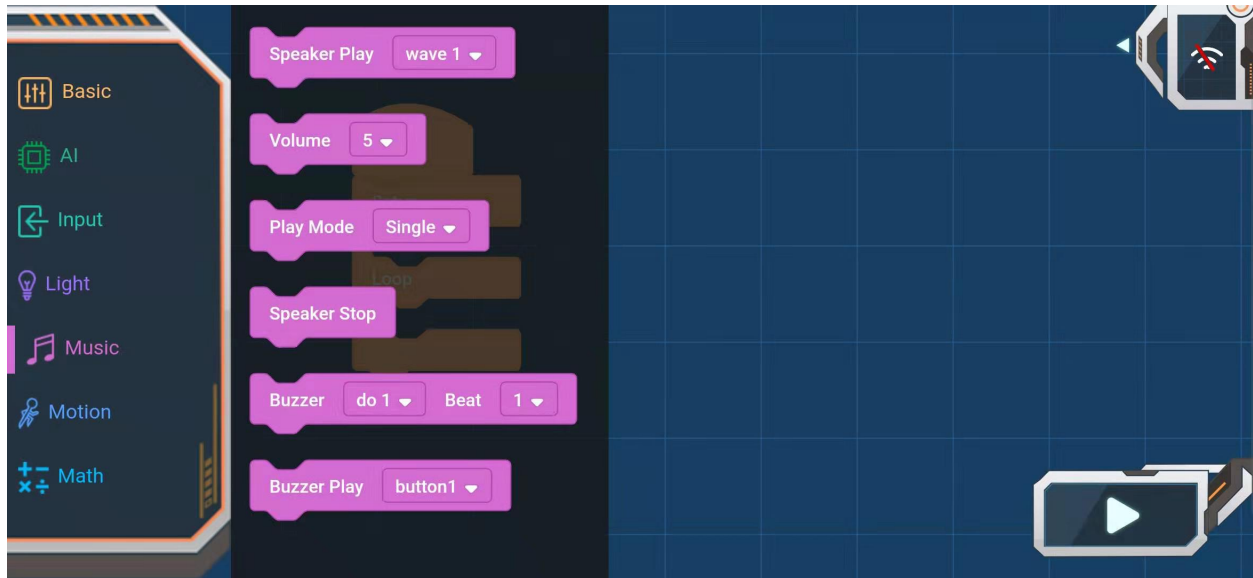 Basic
AI
Input
Light
Music
Motion
Math
Speaker Play wave 1
Volume 5
Play Mode Single
Loop
Speaker Stop
Buzzer do 1 Beat 1
Buzzer Play button1